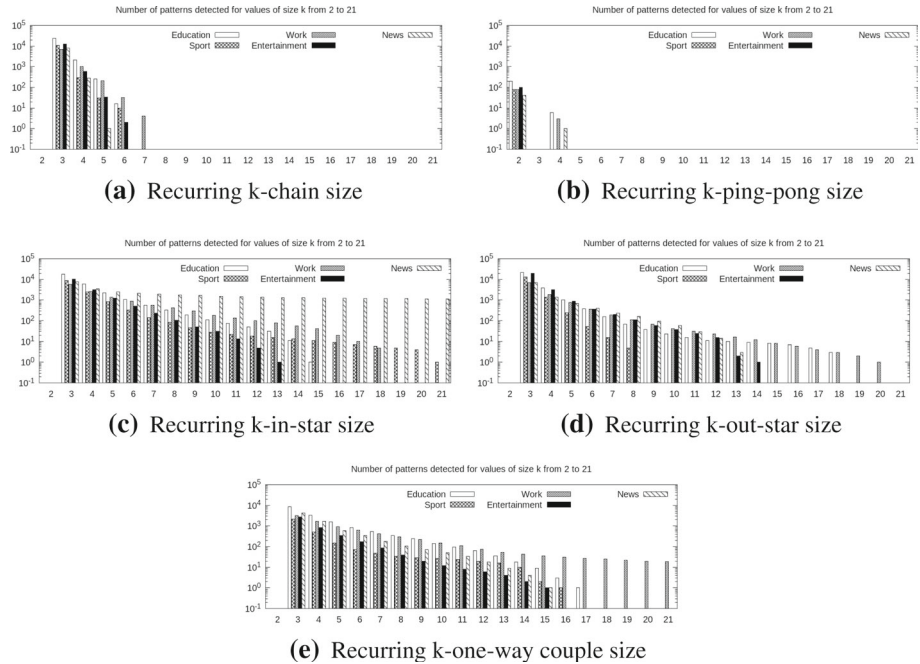 Number of patterns detected for values of size k from 2 to 21
Education Work News
Sport Entertainment
10^5
10^4
10^3
10^2
10^1
10^0
10^-1
2 3 4 5 6 7 8 9 10 11 12 13 14 15 16 17 18 19 20 21
(a) Recurring k-chain size
Number of patterns detected for values of size k from 2 to 21
Education Work News
Sport Entertainment
10^5
10^4
10^3
10^2
10^1
10^0
10^-1
2 3 4 5 6 7 8 9 10 11 12 13 14 15 16 17 18 19 20 21
(b) Recurring k-ping-pong size
Number of patterns detected for values of size k from 2 to 21
Education Work News
Sport Entertainment
10^5
10^4
10^3
10^2
10^1
10^0
10^-1
2 3 4 5 6 7 8 9 10 11 12 13 14 15 16 17 18 19 20 21
(c) Recurring k-in-star size
Number of patterns detected for values of size k from 2 to 21
Education Work News
Sport Entertainment
10^5
10^4
10^3
10^2
10^1
10^0
10^-1
2 3 4 5 6 7 8 9 10 11 12 13 14 15 16 17 18 19 20 21
(d) Recurring k-out-star size
Number of patterns detected for values of size k from 2 to 21
Education Work News
Sport Entertainment
10^5
10^4
10^3
10^2
10^1
10^0
10^-1
2 3 4 5 6 7 8 9 10 11 12 13 14 15 16 17 18 19 20 21
(e) Recurring k-one-way couple size